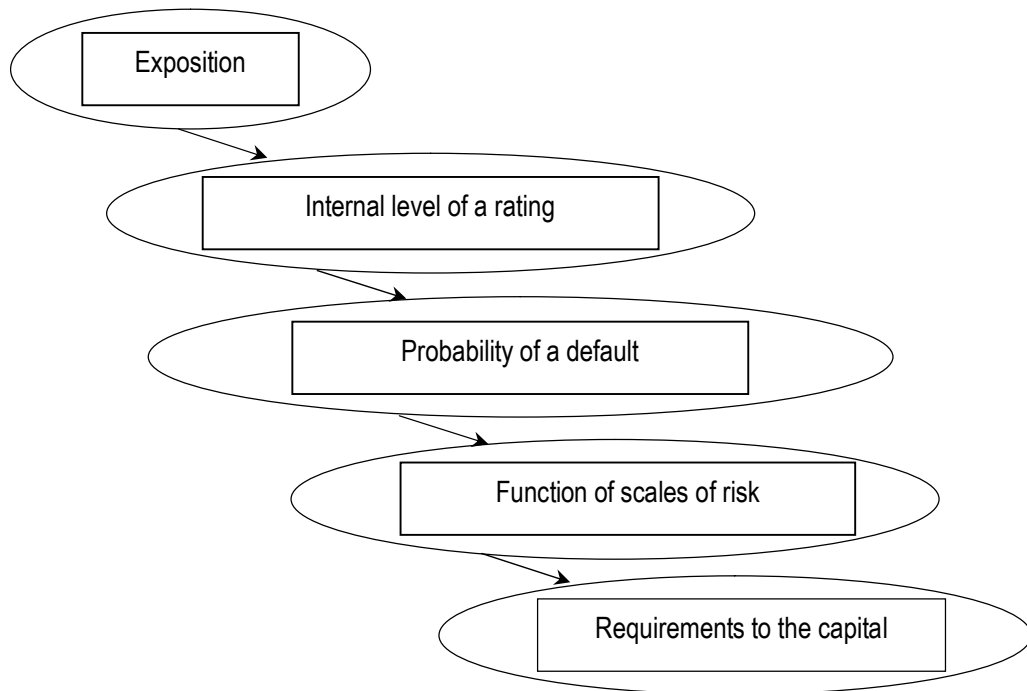 Exposition
Internal level of a rating
Probability of a default
Function of scales of risk
Requirements to the capital